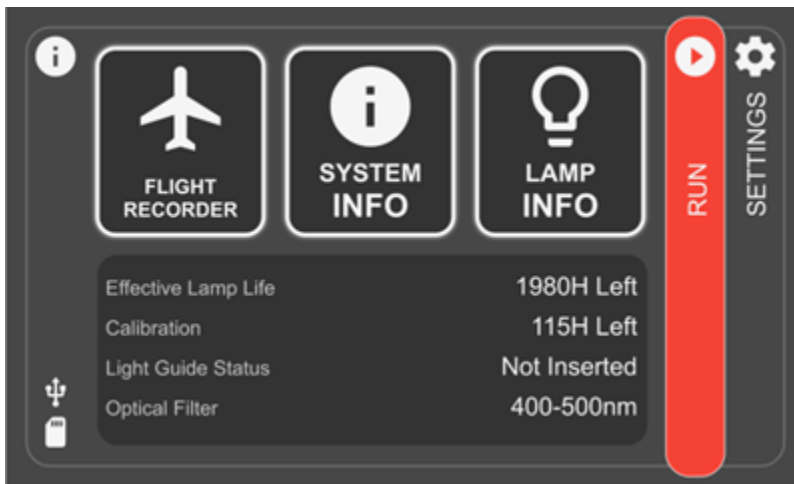 FLIGHT
RECORDER
SYSTEM
INFO
LAMP
INFO
Effective Lamp Life 1980H Left
Calibration 115H Left
Light Guide Status Not Inserted
Optical Filter 400-500nm
RUN
SETTINGS